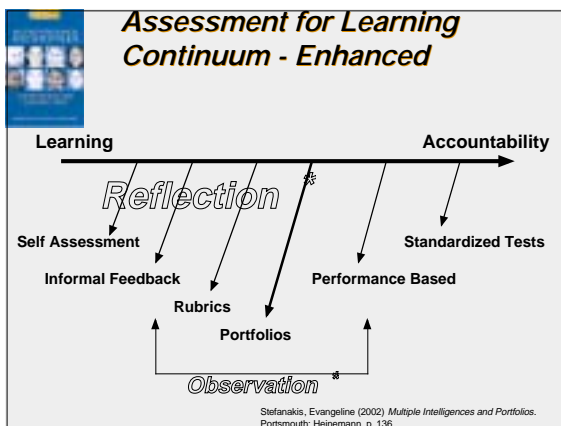 Assessment for Learning
Continuum - Enhanced
Learning
Accountability
Reflection *
Self Assessment
Standardized Tests
Informal Feedback
Performance Based
Rubrics
Portfolios
Observation *
Stefanakis, Evangeline (2002) Multiple Intelligences and Portfolios.
Portsmouth: Heinemann, p. 136